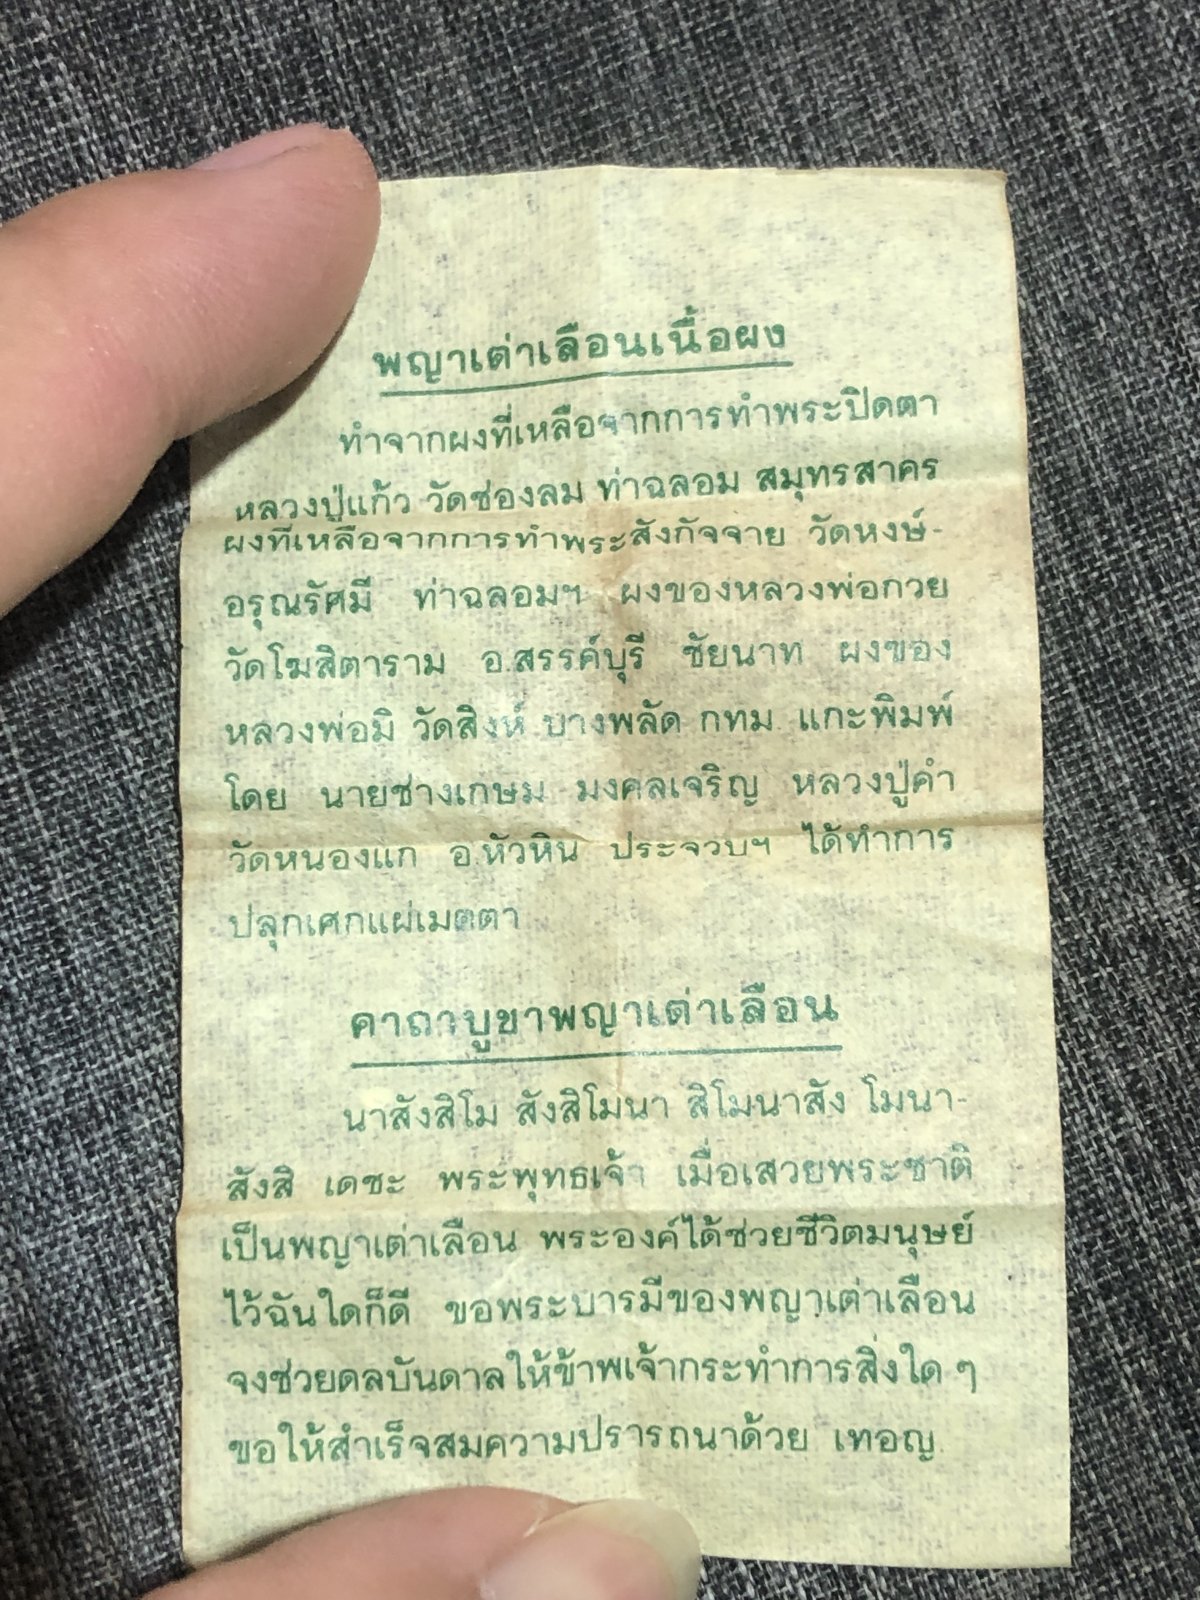 พญาเต่าเลือนเนื้อผง
ทำจากผงที่เหลือจากการทำพระปิดตา
หลวงปู่แก้ว วัดช่องลม ท่าฉลอม สมุทรสาคร
ผงที่เหลือจากการทำพระสังกัจจาย วัดหงษ์-
อรุณรัศมี ท่าฉลอมฯ ผงของหลวงพ่อกวย
วัดโฆสิตาราม อ.สรรค์บุรี ชัยนาท ผงของ
หลวงพ่อมิ วัดสิงห์ บางพลัด กทม. แกะพิมพ์
โดย นายช่างเกษม มงคลเจริญ หลวงปู่คำ
วัดหนองแก อ.หัวหิน ประจวบฯ ได้ทำการ
ปลุกเศกแผ่เมตตา
คาถาบูชาพญาเต่าเลือน
นาสังสิโม สังสิโมนา สิโมนาสัง โมนา-
สังสิ เดชะ พระพุทธเจ้า เมื่อเสวยพระชาติ
เป็นพญาเต่าเลือน พระองค์ได้ช่วยชีวิตมนุษย์
ไว้ฉันใดก็ดี ขอพระบารมีของพญาเต่าเลือน
จงช่วยดลบันดาลให้ข้าพเจ้ากระทำการสิ่งใด ๆ
ขอให้สำเร็จสมความปรารถนาด้วย เทอญ.